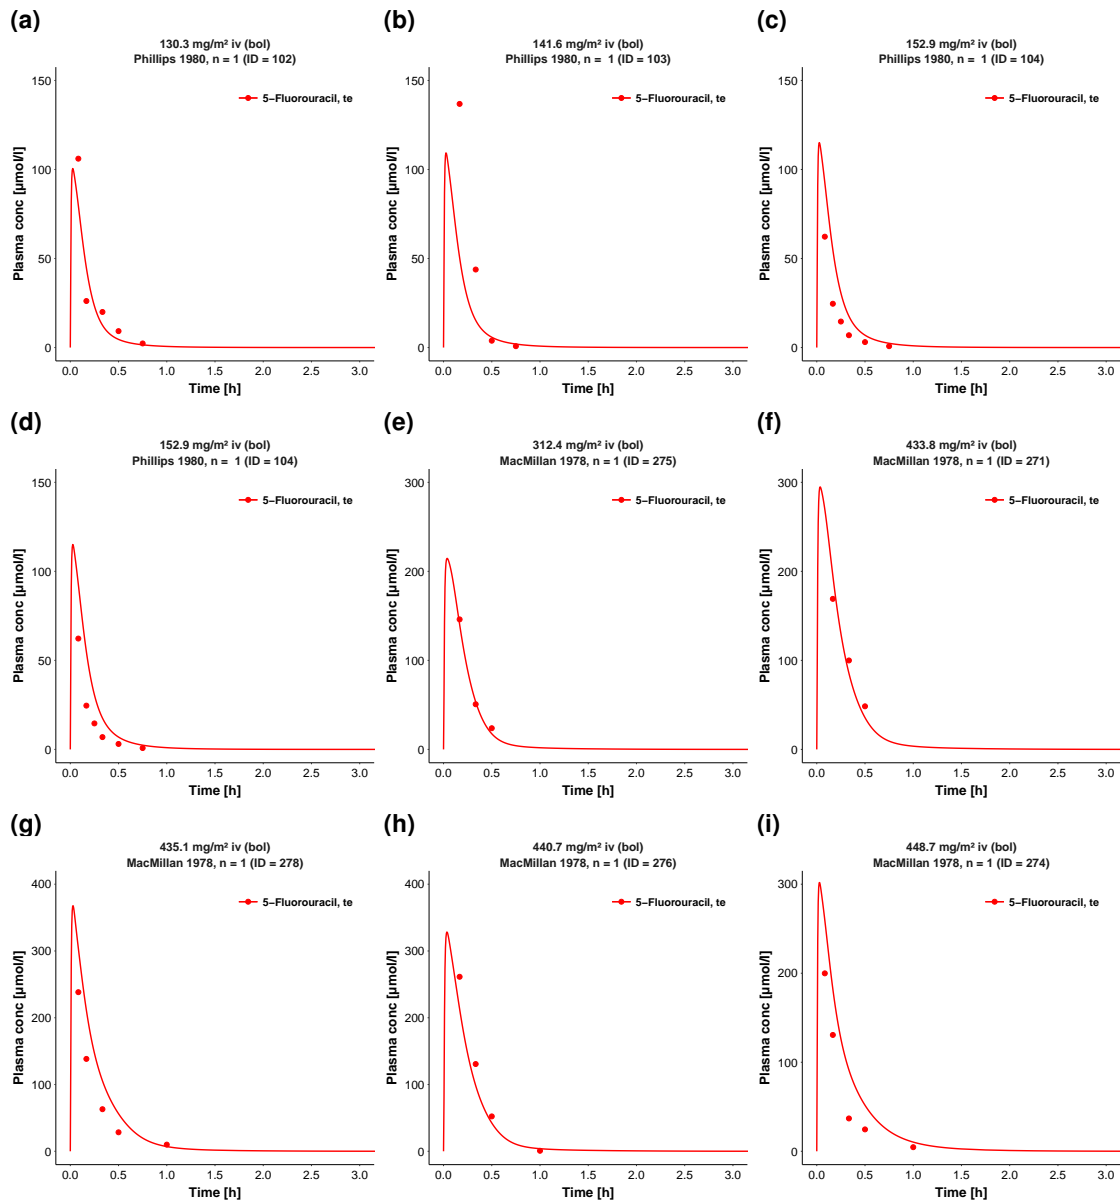 (a)
130.3 mg/m² iv (bol)
Phillips 1980, n = 1 (ID = 102)
150
100
50
0
Plasma conc [µmol/l]
5−Fluorouracil, te
0.0 0.5 1.0 1.5 2.0 2.5 3.0
Time [h]
(b)
141.6 mg/m² iv (bol)
Phillips 1980, n = 1 (ID = 103)
150
100
50
0
Plasma conc [µmol/l]
5−Fluorouracil, te
0.0 0.5 1.0 1.5 2.0 2.5 3.0
Time [h]
(c)
152.9 mg/m² iv (bol)
Phillips 1980, n = 1 (ID = 104)
150
100
50
0
Plasma conc [µmol/l]
5−Fluorouracil, te
0.0 0.5 1.0 1.5 2.0 2.5 3.0
Time [h]
(d)
152.9 mg/m² iv (bol)
Phillips 1980, n = 1 (ID = 104)
150
100
50
0
Plasma conc [µmol/l]
5−Fluorouracil, te
0.0 0.5 1.0 1.5 2.0 2.5 3.0
Time [h]
(e)
312.4 mg/m² iv (bol)
MacMillan 1978, n = 1 (ID = 275)
300
200
100
0
Plasma conc [µmol/l]
5−Fluorouracil, te
0.0 0.5 1.0 1.5 2.0 2.5 3.0
Time [h]
(f)
433.8 mg/m² iv (bol)
MacMillan 1978, n = 1 (ID = 271)
300
200
100
0
Plasma conc [µmol/l]
5−Fluorouracil, te
0.0 0.5 1.0 1.5 2.0 2.5 3.0
Time [h]
(g)
435.1 mg/m² iv (bol)
MacMillan 1978, n = 1 (ID = 278)
400
300
200
100
0
Plasma conc [µmol/l]
5−Fluorouracil, te
0.0 0.5 1.0 1.5 2.0 2.5 3.0
Time [h]
(h)
440.7 mg/m² iv (bol)
MacMillan 1978, n = 1 (ID = 276)
400
300
200
100
0
Plasma conc [µmol/l]
5−Fluorouracil, te
0.0 0.5 1.0 1.5 2.0 2.5 3.0
Time [h]
(i)
448.7 mg/m² iv (bol)
MacMillan 1978, n = 1 (ID = 274)
300
200
100
0
Plasma conc [µmol/l]
5−Fluorouracil, te
0.0 0.5 1.0 1.5 2.0 2.5 3.0
Time [h]